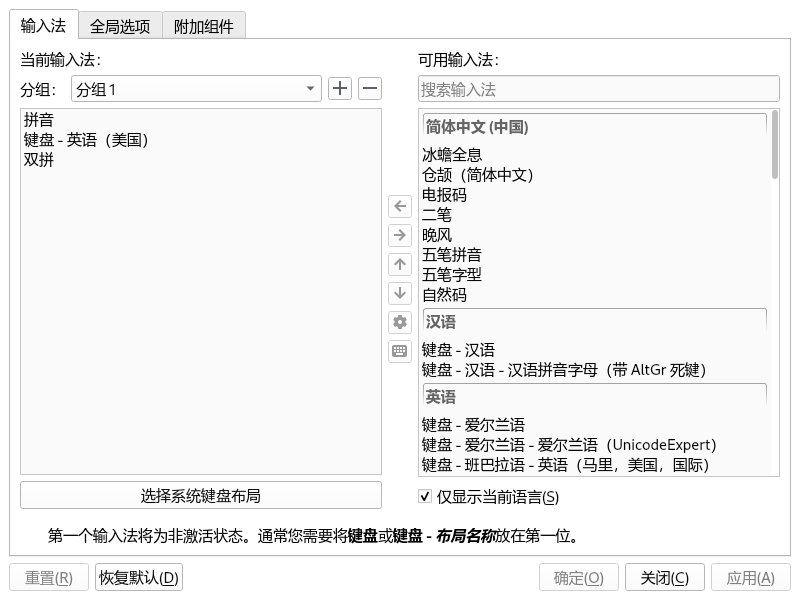 输入法 全局选项 附加组件
当前输入法：
分组： 分组 1
拼音
键盘 - 英语（美国）
双拼
选择系统键盘布局
可用输入法：
搜索输入法
简体中文 (中国)
冰蟾全息
仓颉（简体中文）
电报码
二笔
晚风
五笔拼音
五笔字型
自然码
汉语
键盘 - 汉语
键盘 - 汉语 - 汉语拼音字母（带 AltGr 死键）
英语
键盘 - 爱尔兰语
键盘 - 爱尔兰语 - 爱尔兰语（UnicodeExpert）
键盘 - 班巴拉语 - 英语（马里，美国，国际）
仅显示当前语言(S)
第一个输入法将为非激活状态。通常您需要将键盘或键盘 - 布局名称放在第一位。
重置(R) 恢复默认(D) 确定(O) 关闭(C) 应用(A)